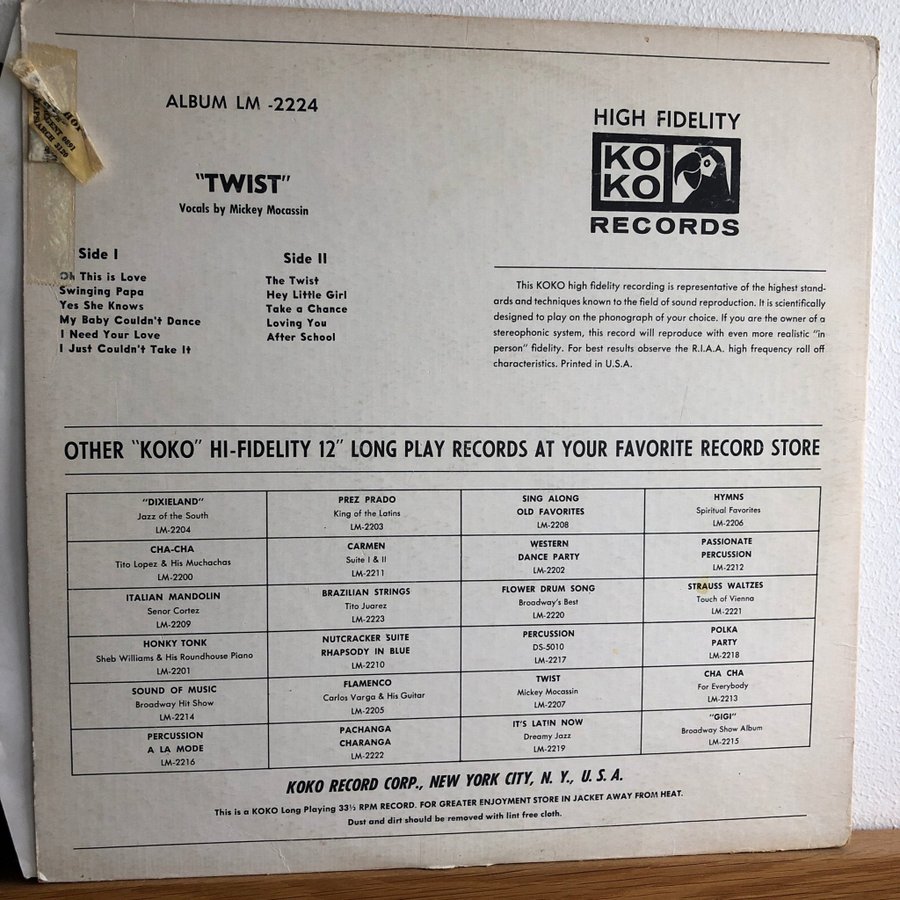 ALBUM LM -2224
"TWIST"
Vocals by Mickey Mocassin
Side I
Oh This is Love
Swinging Papa
Yes She Knows
My Baby Couldn't Dance
I Need Your Love
I Just Couldn't Take It
Side II
The Twist
Hey Little Girl
Take a Chance
Loving You
After School
HIGH FIDELITY
KO
KO
RECORDS
This KOKO high fidelity recording is representative of the highest stand-
ards and techniques known to the field of sound reproduction. It is scientifically
designed to play on the phonograph of your choice. If you are the owner of a
stereophonic system, this record will reproduce with even more realistic "in
person" fidelity. For best results observe the R.I.A.A. high frequency roll off
characteristics. Printed in U.S.A.
OTHER "KOKO" HI-FIDELITY 12" LONG PLAY RECORDS AT YOUR FAVORITE RECORD STORE
"DIXIELAND"
Jazz of the South
LM-2204
PREZ PRADO
King of the Latins
LM-2203
SING ALONG
OLD FAVORITES
LM-2208
HYMNS
Spiritual Favorites
LM-2206
CHA-CHA
Tito Lopez & His Muchachas
LM-2200
CARMEN
Suite I & II
LM-2211
WESTERN
DANCE PARTY
LM-2202
PASSIONATE
PERCUSSION
LM-2212
ITALIAN MANDOLIN
Senor Cortez
LM-2209
BRAZILIAN STRINGS
Tito Juarez
LM-2223
FLOWER DRUM SONG
Broadway's Best
LM-2220
STRAUSS WALTZES
Touch of Vienna
LM-2221
HONKY TONK
Sheb Williams & His Roundhouse Piano
LM-2201
NUTCRACKER SUITE
RHAPSODY IN BLUE
LM-2210
PERCUSSION
DS-5010
LM-2217
POLKA
PARTY
LM-2218
SOUND OF MUSIC
Broadway Hit Show
LM-2214
FLAMENCO
Carlos Varga & His Guitar
LM-2205
TWIST
Mickey Mocassin
LM-2207
CHA CHA
For Everybody
LM-2213
PERCUSSION
A LA MODE
LM-2216
PACHANGA
CHARANGA
LM-2222
IT'S LATIN NOW
Dreamy Jazz
LM-2219
"GIGI"
Broadway Show Album
LM-2215
KOKO RECORD CORP., NEW YORK CITY, N. Y., U. S. A.
This is a KOKO Long Playing 33⅓ RPM RECORD. FOR GREATER ENJOYMENT STORE IN JACKET AWAY FROM HEAT.
Dust and dirt should be removed with lint free cloth.